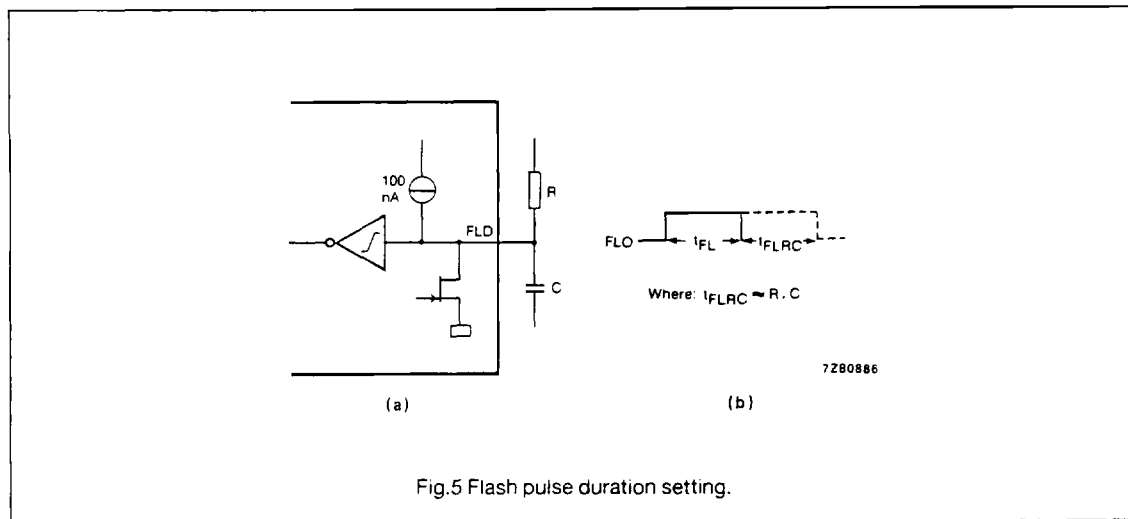 100
nA
FLD
R
C
(a)
FLO
tFL
tFLRC
Where: tFLRC ≈ R. C
7Z80886
(b)
Fig.5 Flash pulse duration setting.